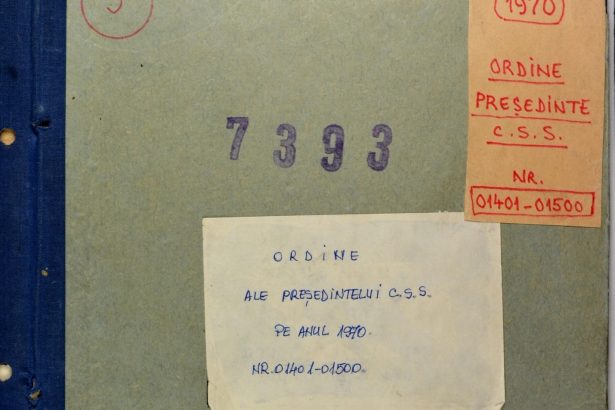 1970
ORDINE
PREȘEDINTE
C.S.S.
NR.
01401-01500
7393
ORDINE
ALE PREȘEDINTELUI C.S.S.
PE ANUL 1970.
NR.01401-01500.